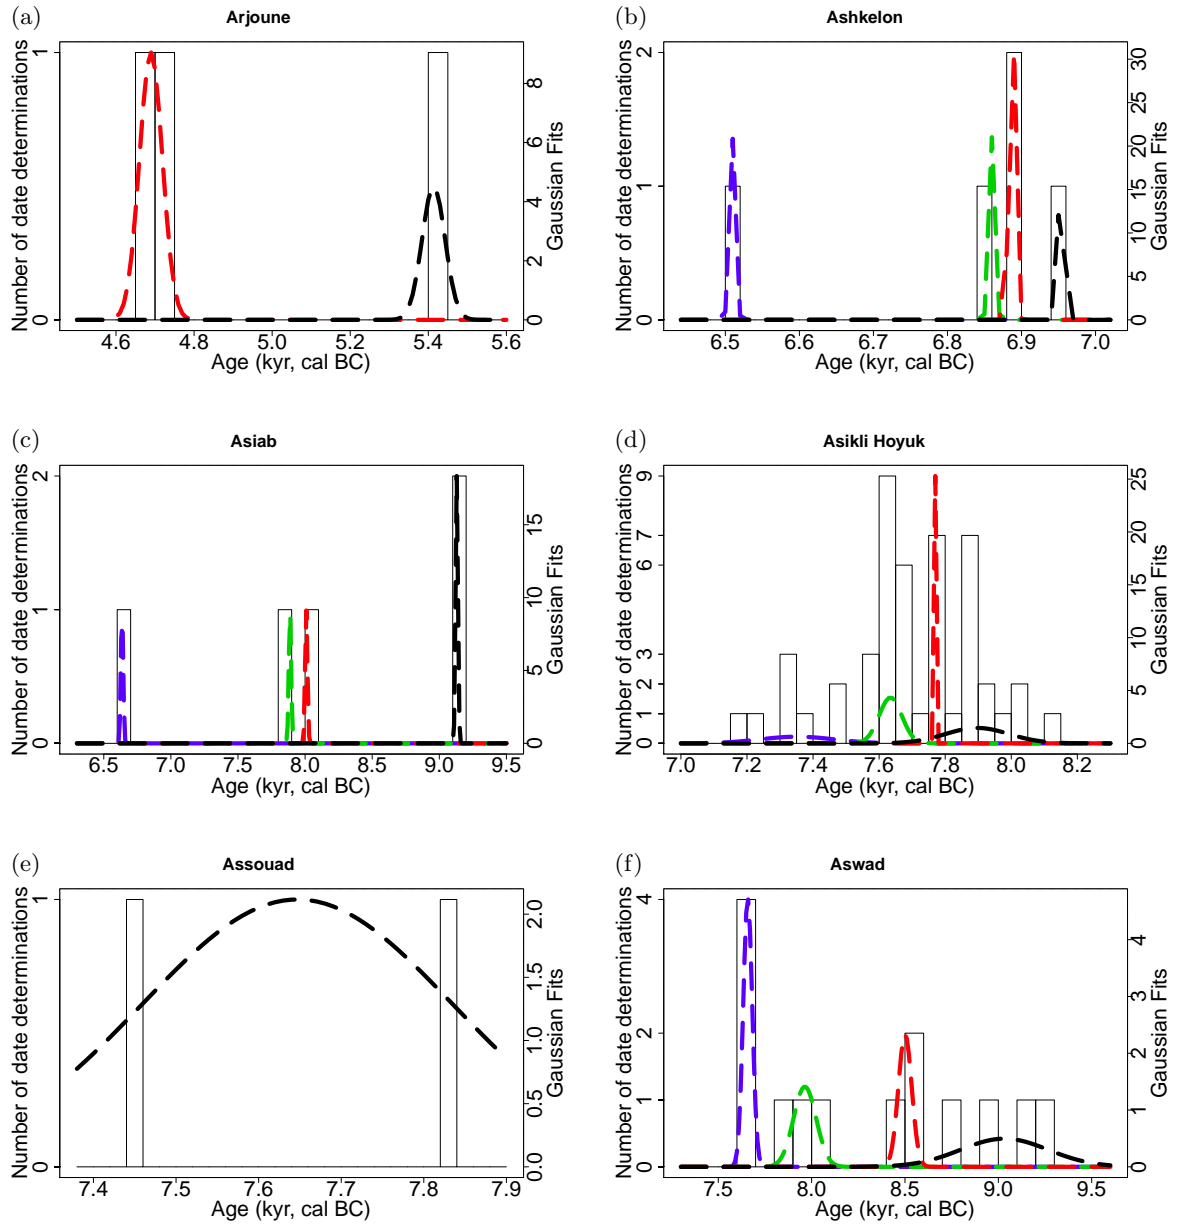 (a) Arjoune
Number of date determinations
0 1
4.6 4.8 5.0 5.2 5.4 5.6
Age (kyr, cal BC)
0 2 4 6 8
Gaussian Fits
(b) Ashkelon
Number of date determinations
0 1 2
6.5 6.6 6.7 6.8 6.9 7.0
Age (kyr, cal BC)
0 5 10 15 20 25 30
Gaussian Fits
(c) Asiab
Number of date determinations
0 1 2
6.5 7.0 7.5 8.0 8.5 9.0 9.5
Age (kyr, cal BC)
0 5 10 15
Gaussian Fits
(d) Asikli Hoyuk
Number of date determinations
0 1 2 3 6 7 9
7.0 7.2 7.4 7.6 7.8 8.0 8.2
Age (kyr, cal BC)
0 5 10 15 20 25
Gaussian Fits
(e) Assouad
Number of date determinations
0 1
7.4 7.5 7.6 7.7 7.8 7.9
Age (kyr, cal BC)
0.0 0.5 1.0 1.5 2.0
Gaussian Fits
(f) Aswad
Number of date determinations
0 1 2 4
7.5 8.0 8.5 9.0 9.5
Age (kyr, cal BC)
0 1 2 3 4
Gaussian Fits